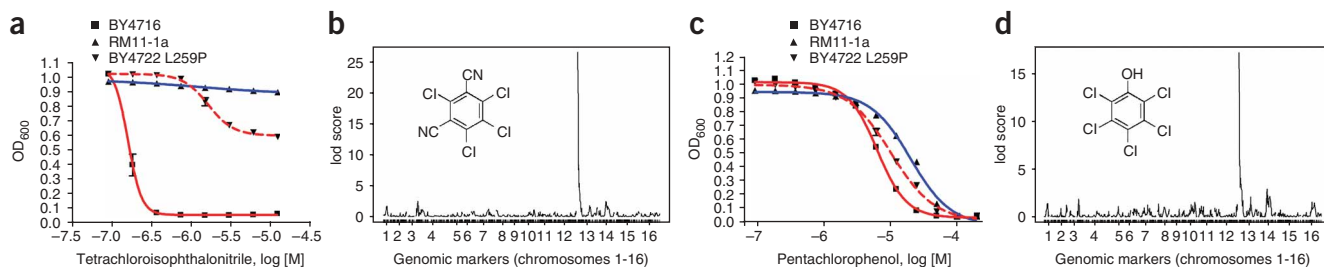 a
BY4716
RM11-1a
BY4722 L259P
1.1
1.0
0.9
0.8
0.7
0.6
0.5
0.4
0.3
0.2
0.1
0.0
OD600
−7.5 −7.0 −6.5 −6.0 −5.5 −5.0 −4.5
Tetrachloroisophthalonitrile, log [M]
b
25
20
15
10
5
0
lod score
CN
Cl Cl
NC Cl
Cl
1 2 3 4 5 6 7 8 9 10 11 12 13 14 15 16
Genomic markers (chromosomes 1-16)
c
BY4716
RM11-1a
BY4722 L259P
1.2
1.1
1.0
0.9
0.8
0.7
0.6
0.5
0.4
0.3
0.2
0.1
0.0
OD600
−7 −6 −5 −4
Pentachlorophenol, log [M]
d
15
10
5
0
lod score
OH
Cl Cl
Cl Cl
Cl
1 2 3 4 5 6 7 8 9 10 11 12 13 14 15 16
Genomic markers (chromosomes 1-16)